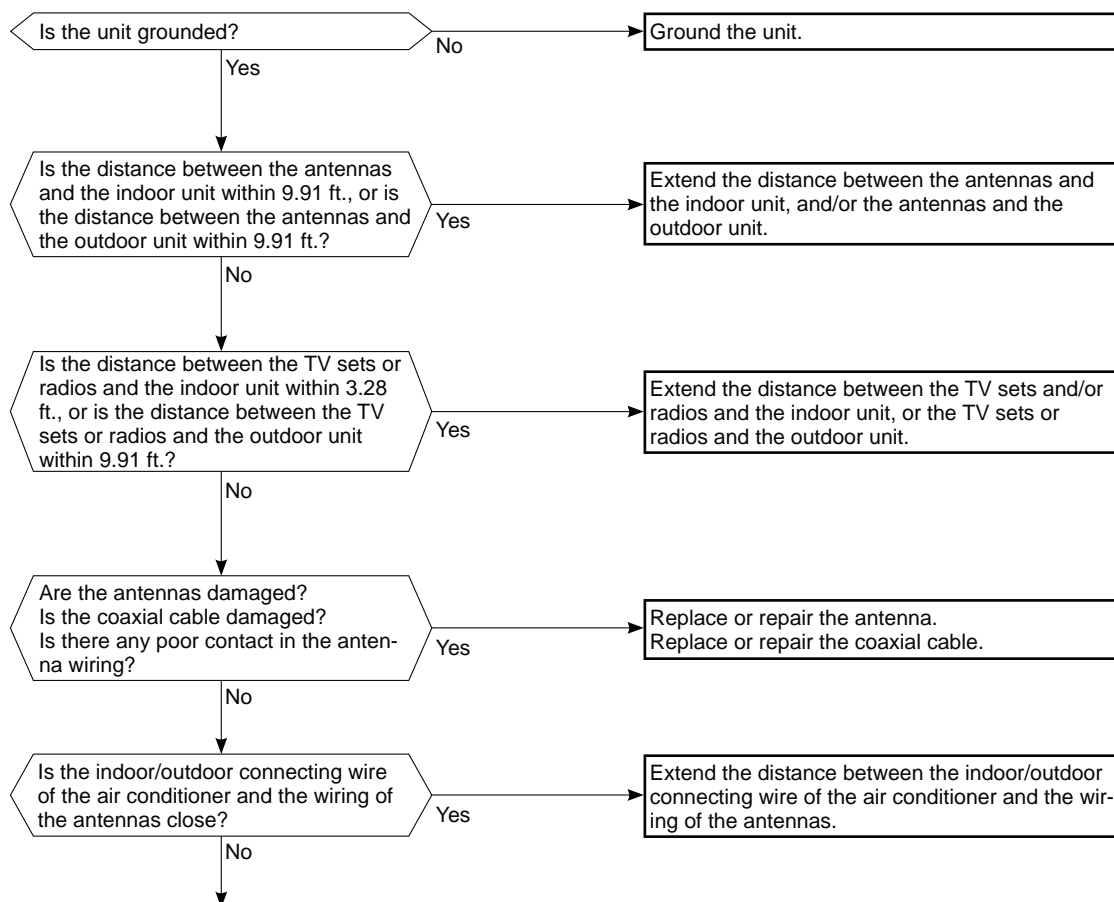 Is the unit grounded?
No
Ground the unit.
Yes
Is the distance between the antennas
and the indoor unit within 9.91 ft., or is
the distance between the antennas and
the outdoor unit within 9.91 ft.?
Yes
Extend the distance between the antennas and
the indoor unit, and/or the antennas and the
outdoor unit.
No
Is the distance between the TV sets or
radios and the indoor unit within 3.28
ft., or is the distance between the TV
sets or radios and the outdoor unit
within 9.91 ft.?
Yes
Extend the distance between the TV sets and/or
radios and the indoor unit, or the TV sets or
radios and the outdoor unit.
No
Are the antennas damaged?
Is the coaxial cable damaged?
Is there any poor contact in the anten-
na wiring?
Yes
Replace or repair the antenna.
Replace or repair the coaxial cable.
No
Is the indoor/outdoor connecting wire
of the air conditioner and the wiring of
the antennas close?
Yes
Extend the distance between the indoor/outdoor
connecting wire of the air conditioner and the wir-
ing of the antennas.
No